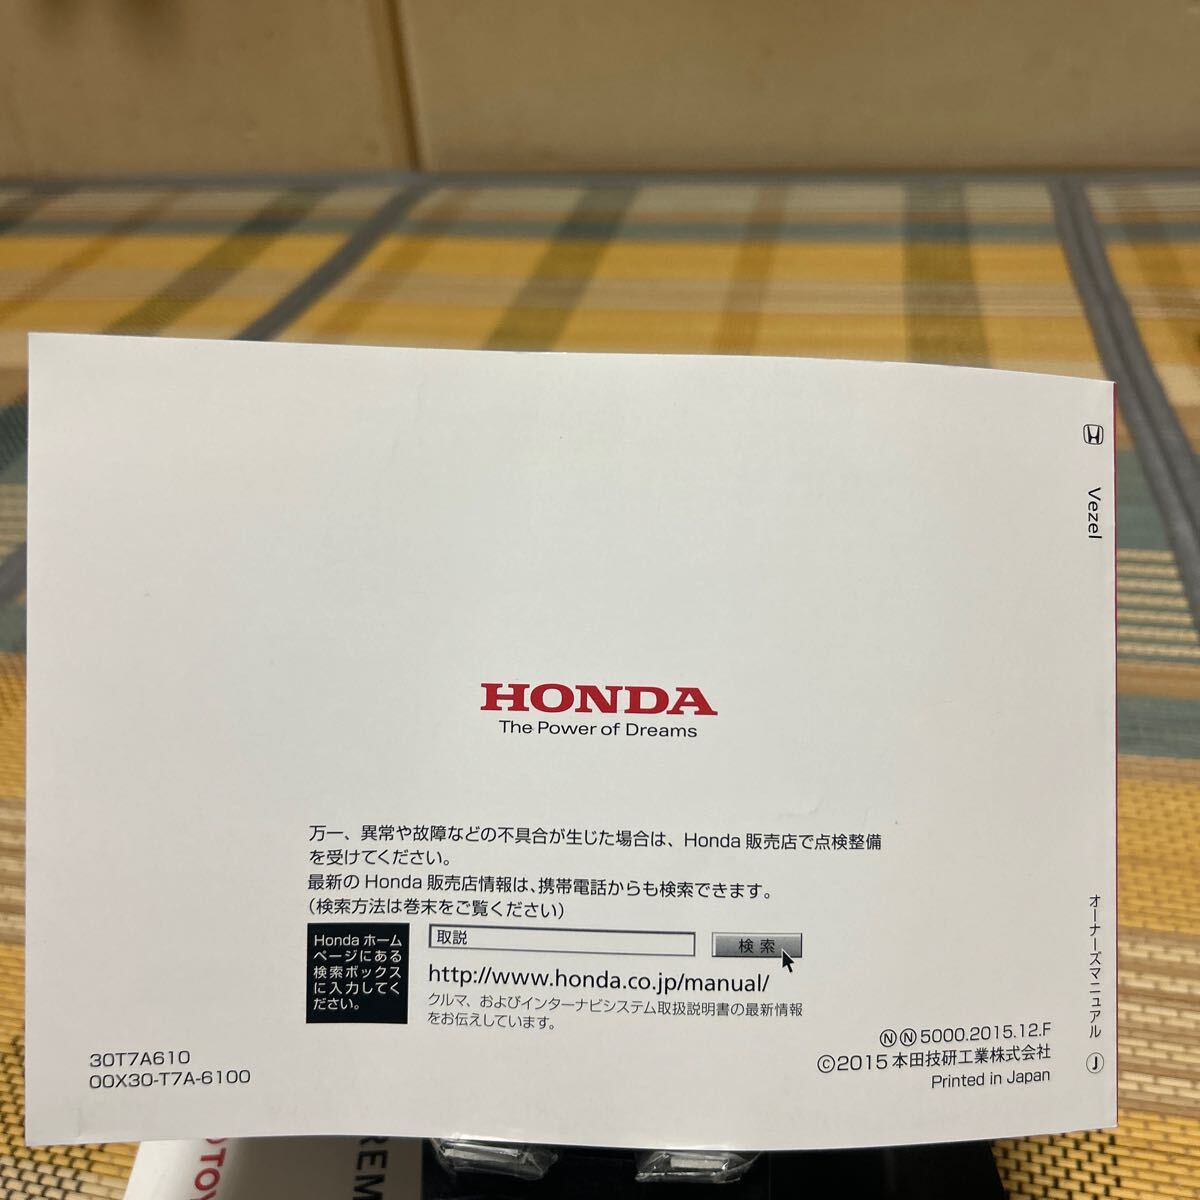 Vezel
HONDA
The Power of Dreams
万一、異常や故障などの不具合が生じた場合は、Honda 販売店で点検整備
を受けてください。
最新の Honda 販売店情報は、携帯電話からも検索できます。
（検索方法は巻末をご覧ください）
Honda ホーム
ページにある
検索ボックス
に入力してく
ださい。
取説
検 索
http://www.honda.co.jp/manual/
クルマ、およびインターナビシステム取扱説明書の最新情報
をお伝えしています。
オーナーズマニュアル Ⓙ
30T7A610
00X30-T7A-6100
ⓃⓃ5000.2015.12.F
©2015 本田技研工業株式会社
Printed in Japan